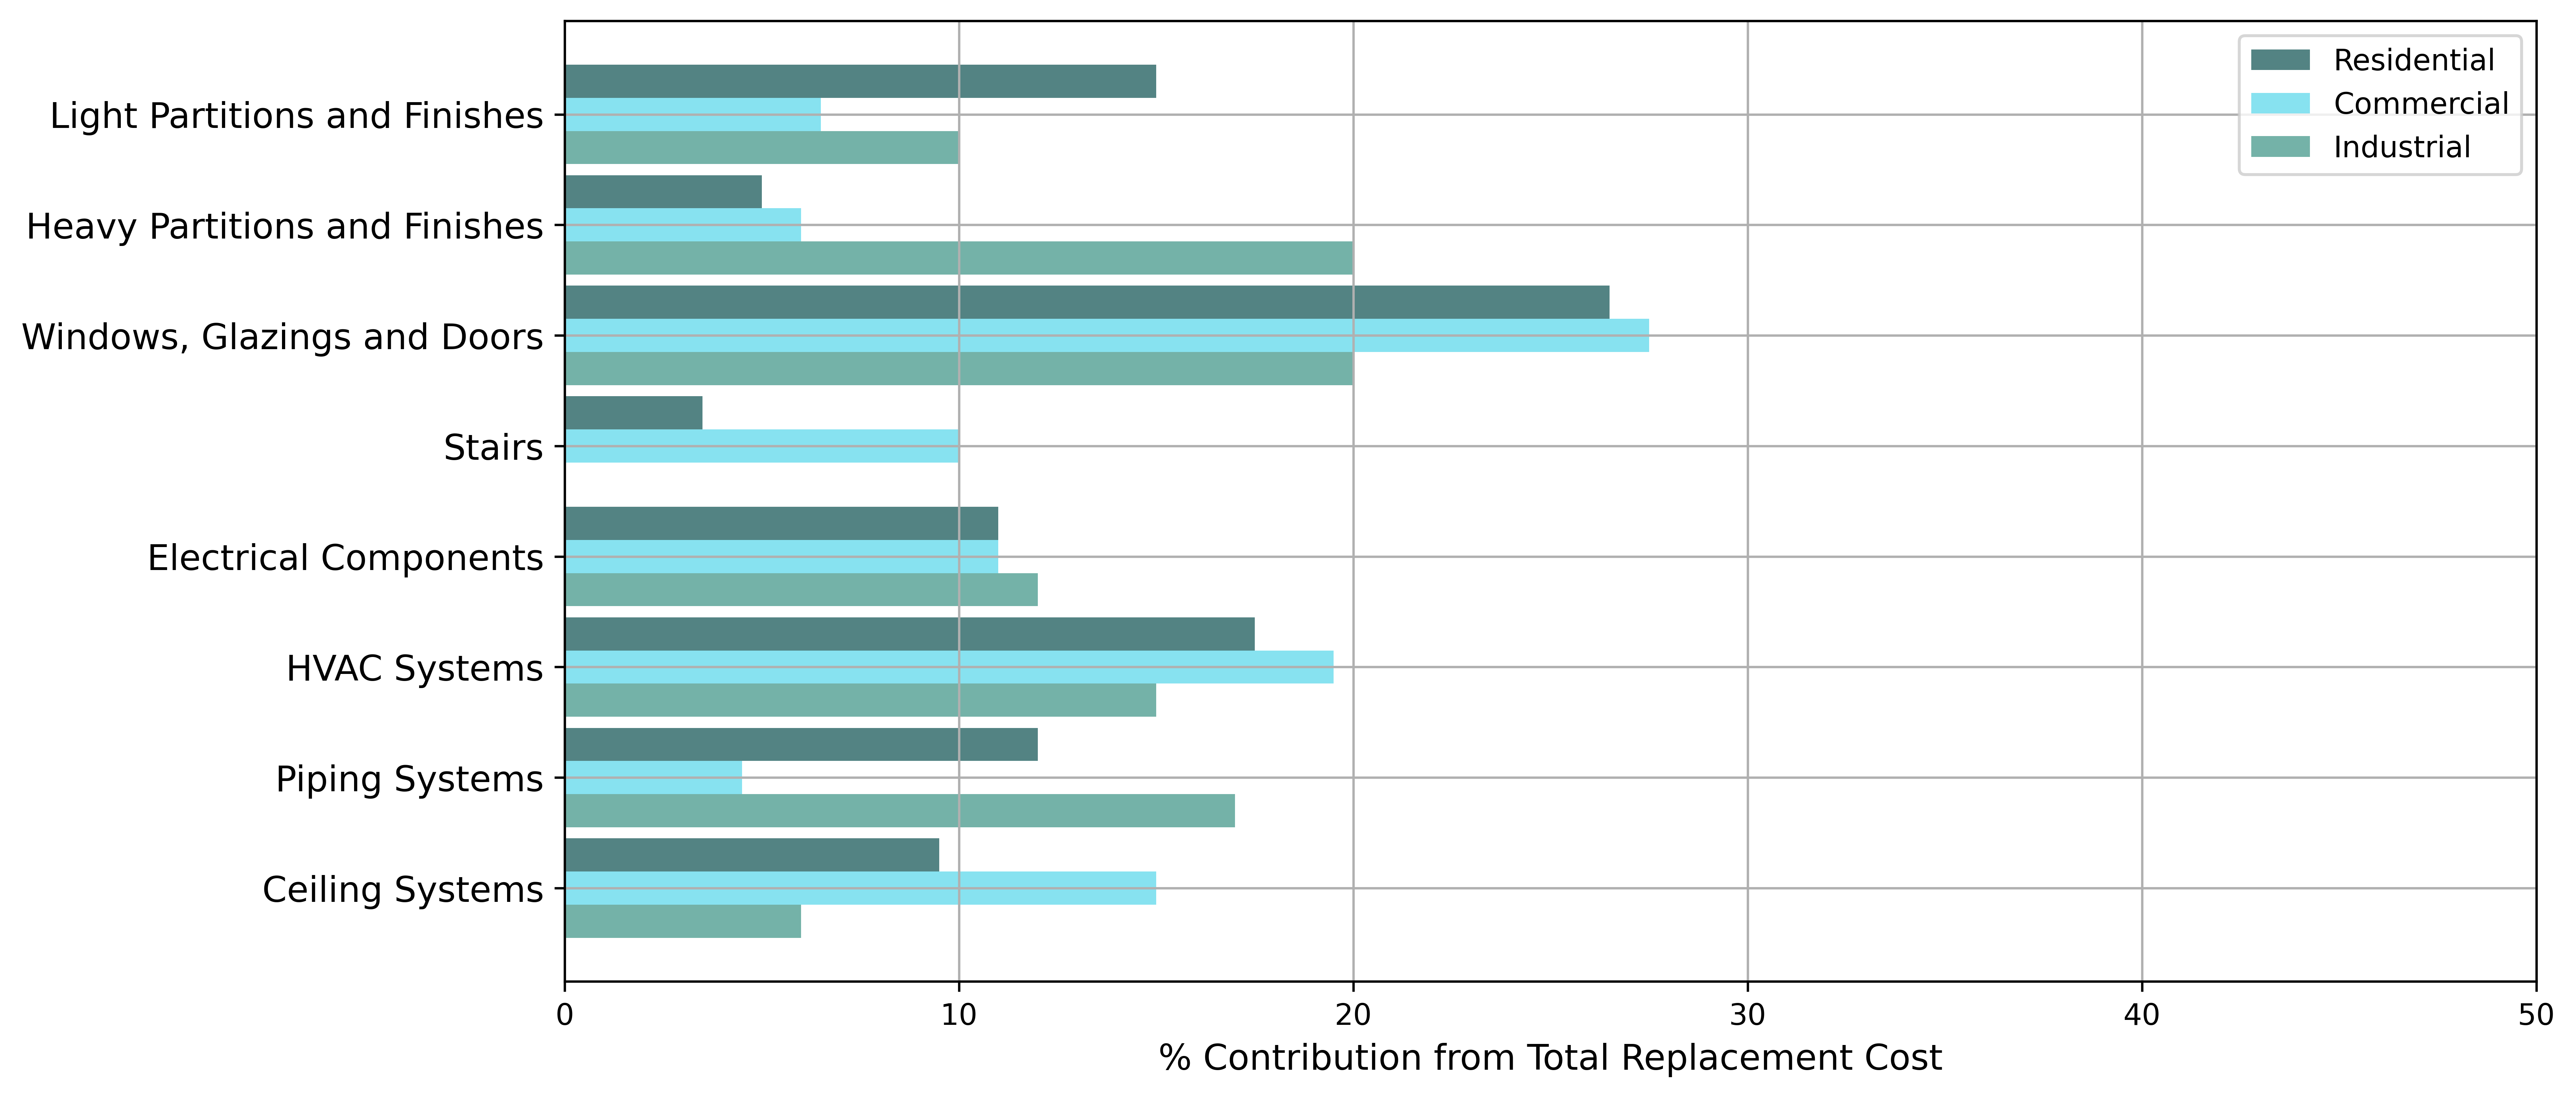 Residential
Commercial
Industrial
Light Partitions and Finishes
Heavy Partitions and Finishes
Windows, Glazings and Doors
Stairs
Electrical Components
HVAC Systems
Piping Systems
Ceiling Systems
0 10 20 30 40 50
% Contribution from Total Replacement Cost